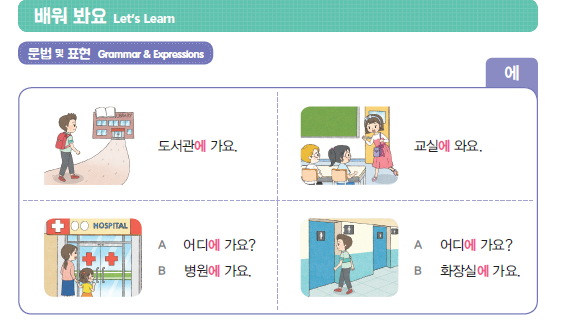 배워 봐요 Let's Learn
문법 및 표현 Grammar & Expressions
에
LIBRARY
도서관에 가요.
교실에 와요.
HOSPITAL
A 어디에 가요?
B 병원에 가요.
A 어디에 가요?
B 화장실에 가요.